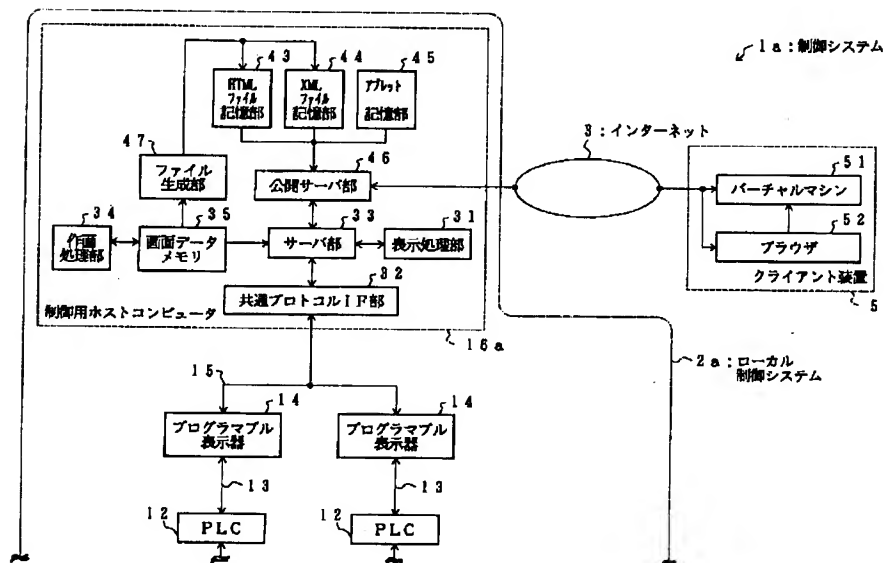 1a:制御システム
43
44
45
HTML
ファイル
記憶部
XML
ファイル
記憶部
アプレット
記憶部
47
ファイル
生成部
46
公開サーバ部
3:インターネット
51
バーチャルマシン
52
ブラウザ
クライアント装置
5
34
作画
処理部
35
画面データ
メモリ
33
サーバ部
31
表示処理部
32
共通プロトコルIF部
制御用ホストコンピュータ
16a
2a:ローカル
制御システム
15
14
プログラマブル
表示器
14
プログラマブル
表示器
13
13
12
PLC
12
PLC